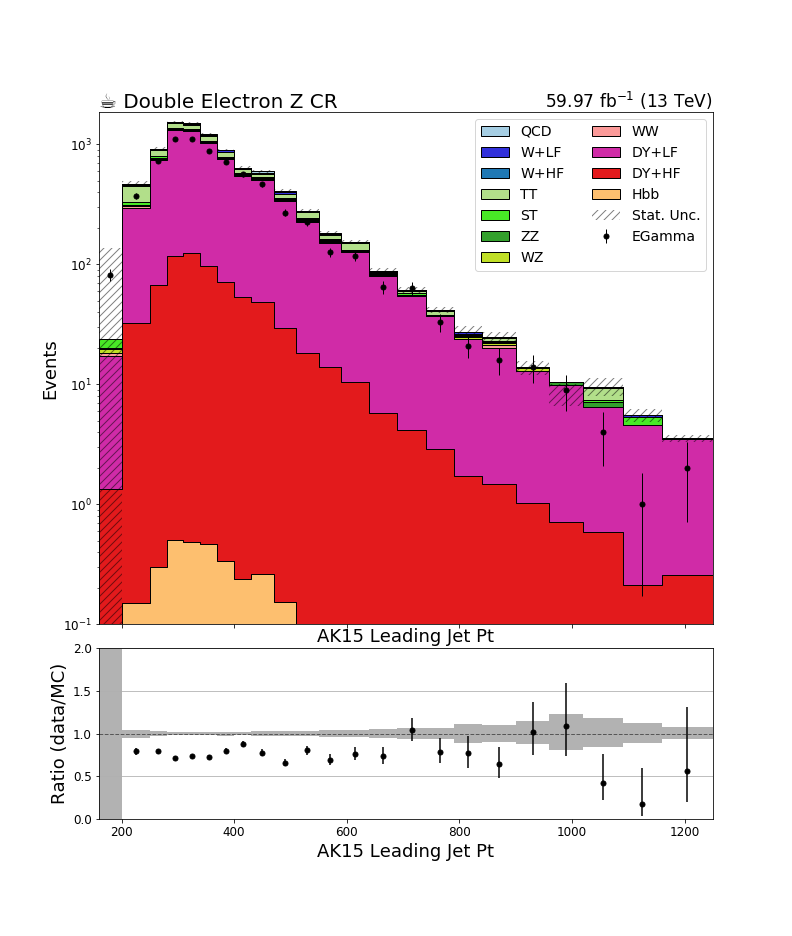 ☕ Double Electron Z CR 59.97 fb⁻¹ (13 TeV)
QCD WW
W+LF DY+LF
W+HF DY+HF
TT Hbb
ST Stat. Unc.
ZZ EGamma
WZ
Events
10³
10²
10¹
10⁰
10⁻¹
AK15 Leading Jet Pt
Ratio (data/MC)
2.0
1.5
1.0
0.5
0.0
200 400 600 800 1000 1200
AK15 Leading Jet Pt